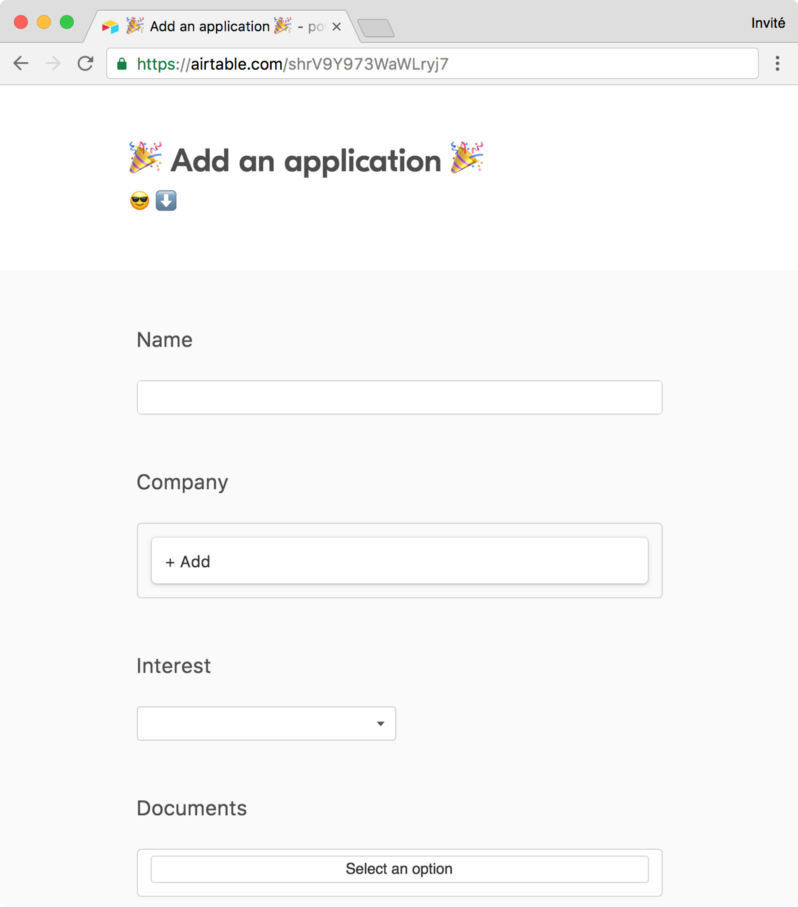 🎉 Add an application 🎉 - po
Invité
https://airtable.com/shrV9Y973WaWLryj7
🎉 Add an application 🎉
😎 ⬇️
Name
Company
+ Add
Interest
Documents
Select an option